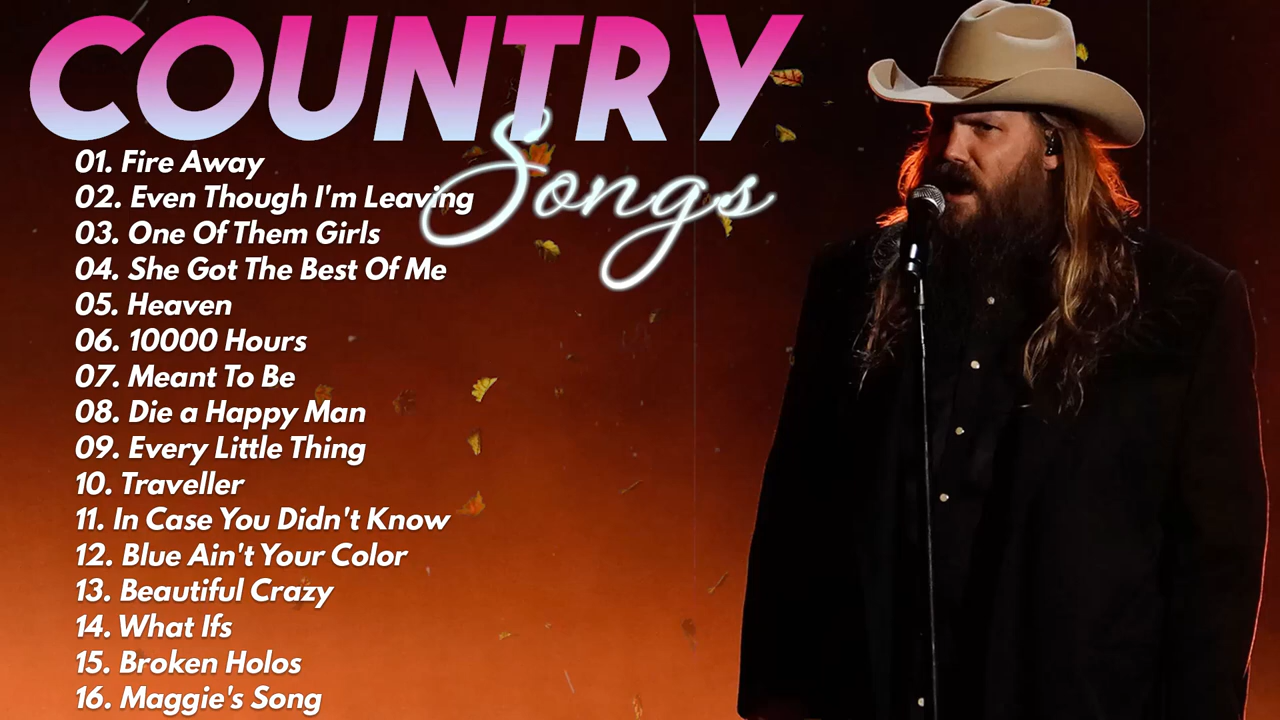 COUNTRY
Songs
01. Fire Away
02. Even Though I'm Leaving
03. One Of Them Girls
04. She Got The Best Of Me
05. Heaven
06. 10000 Hours
07. Meant To Be
08. Die a Happy Man
09. Every Little Thing
10. Traveller
11. In Case You Didn't Know
12. Blue Ain't Your Color
13. Beautiful Crazy
14. What Ifs
15. Broken Holos
16. Maggie's Song